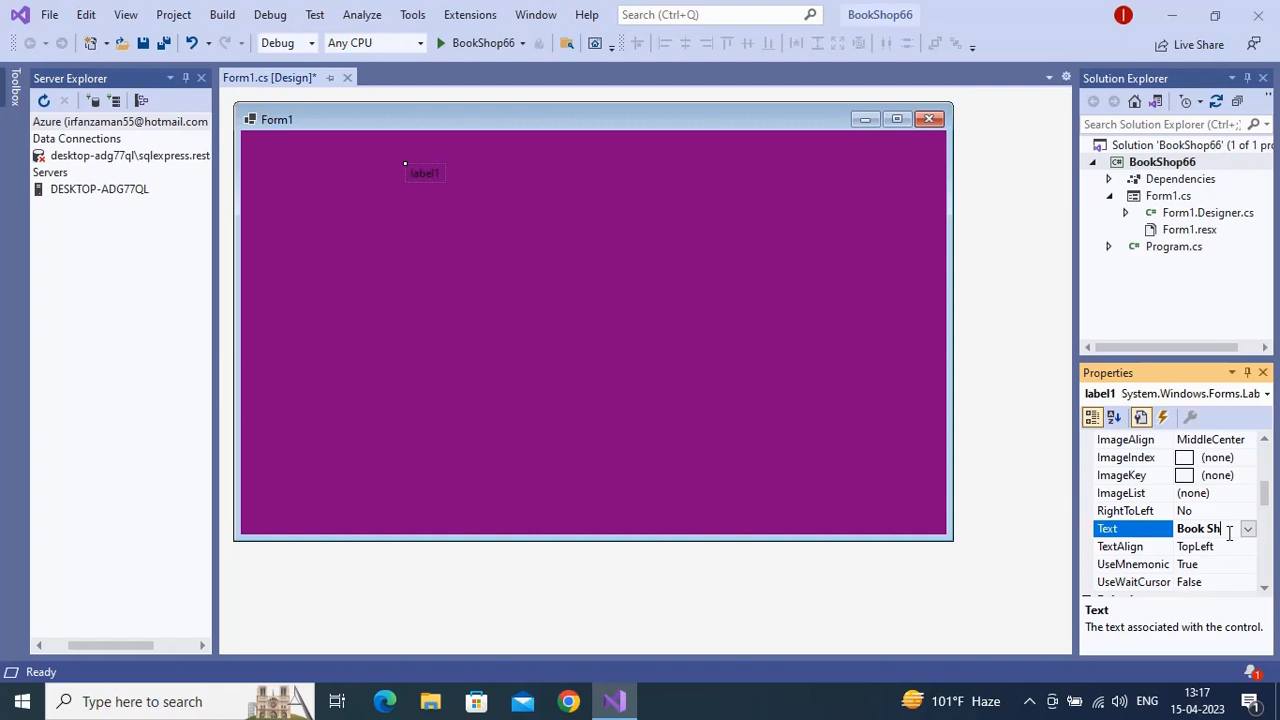 File Edit View Project Build Debug Test Analyze Tools Extensions Window Help Search (Ctrl+Q) BookShop66
Debug Any CPU BookShop66 Live Share
Toolbox
Server Explorer
Azure (irfanzaman55@hotmail.com
Data Connections
desktop-adg77ql\sqlexpress.rest
Servers
DESKTOP-ADG77QL
Form1.cs [Design]*
Form1
label1
Solution Explorer
Search Solution Explorer (Ctrl+;
Solution 'BookShop66' (1 of 1 pr
BookShop66
Dependencies
Form1.cs
Form1.Designer.cs
Form1.resx
Program.cs
Properties
label1 System.Windows.Forms.Lab
ImageAlign MiddleCenter
ImageIndex (none)
ImageKey (none)
ImageList (none)
RightToLeft No
Text Book Sh
TextAlign TopLeft
UseMnemonic True
UseWaitCursor False
Text
The text associated with the control.
Ready
Type here to search
101°F Haze
ENG
13:17
15-04-2023